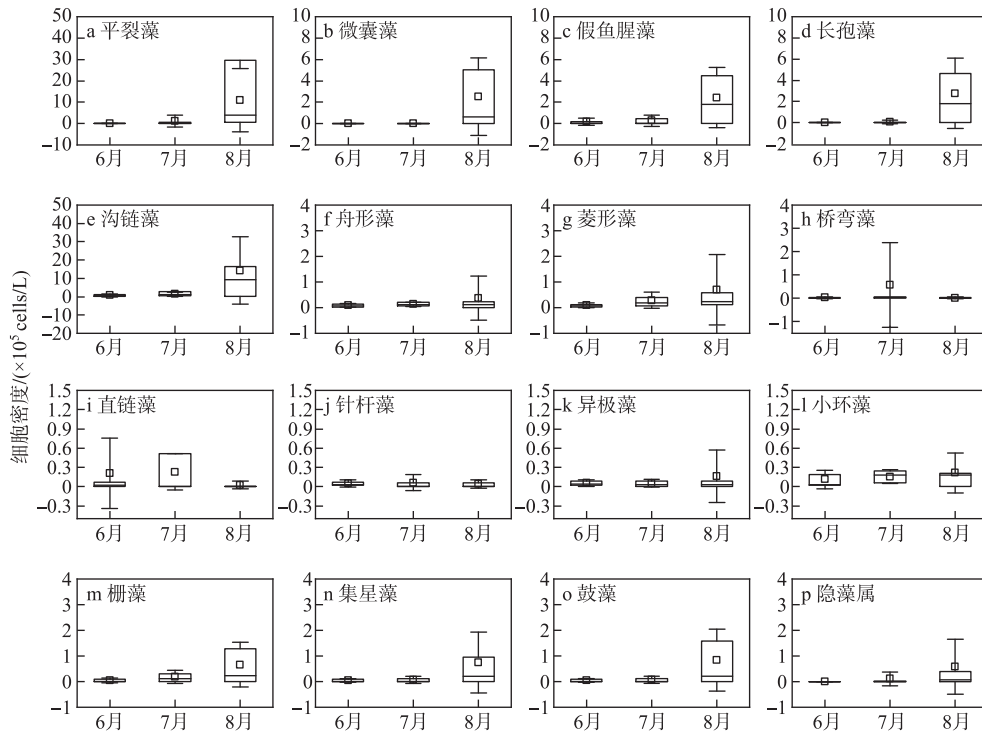 50 40 30 20 10 0 −10
a 平裂藻
6月 7月 8月
10 8 6 4 2 0 −2
b 微囊藻
6月 7月 8月
10 8 6 4 2 0 −2
c 假鱼腥藻
6月 7月 8月
10 8 6 4 2 0 −2
d 长孢藻
6月 7月 8月
细胞密度/(×10⁵ cells/L)
50 40 30 20 10 0 −10 −20
e 沟链藻
6月 7月 8月
4 3 2 1 0 −1
f 舟形藻
6月 7月 8月
4 3 2 1 0 −1
g 菱形藻
6月 7月 8月
4 3 2 1 0 −1
h 桥弯藻
6月 7月 8月
1.5 1.2 0.9 0.6 0.3 0 −0.3
i 直链藻
6月 7月 8月
1.5 1.2 0.9 0.6 0.3 0 −0.3
j 针杆藻
6月 7月 8月
1.5 1.2 0.9 0.6 0.3 0 −0.3
k 异极藻
6月 7月 8月
1.5 1.2 0.9 0.6 0.3 0 −0.3
l 小环藻
6月 7月 8月
4 3 2 1 0 −1
m 栅藻
6月 7月 8月
4 3 2 1 0 −1
n 集星藻
6月 7月 8月
4 3 2 1 0 −1
o 鼓藻
6月 7月 8月
4 3 2 1 0 −1
p 隐藻属
6月 7月 8月